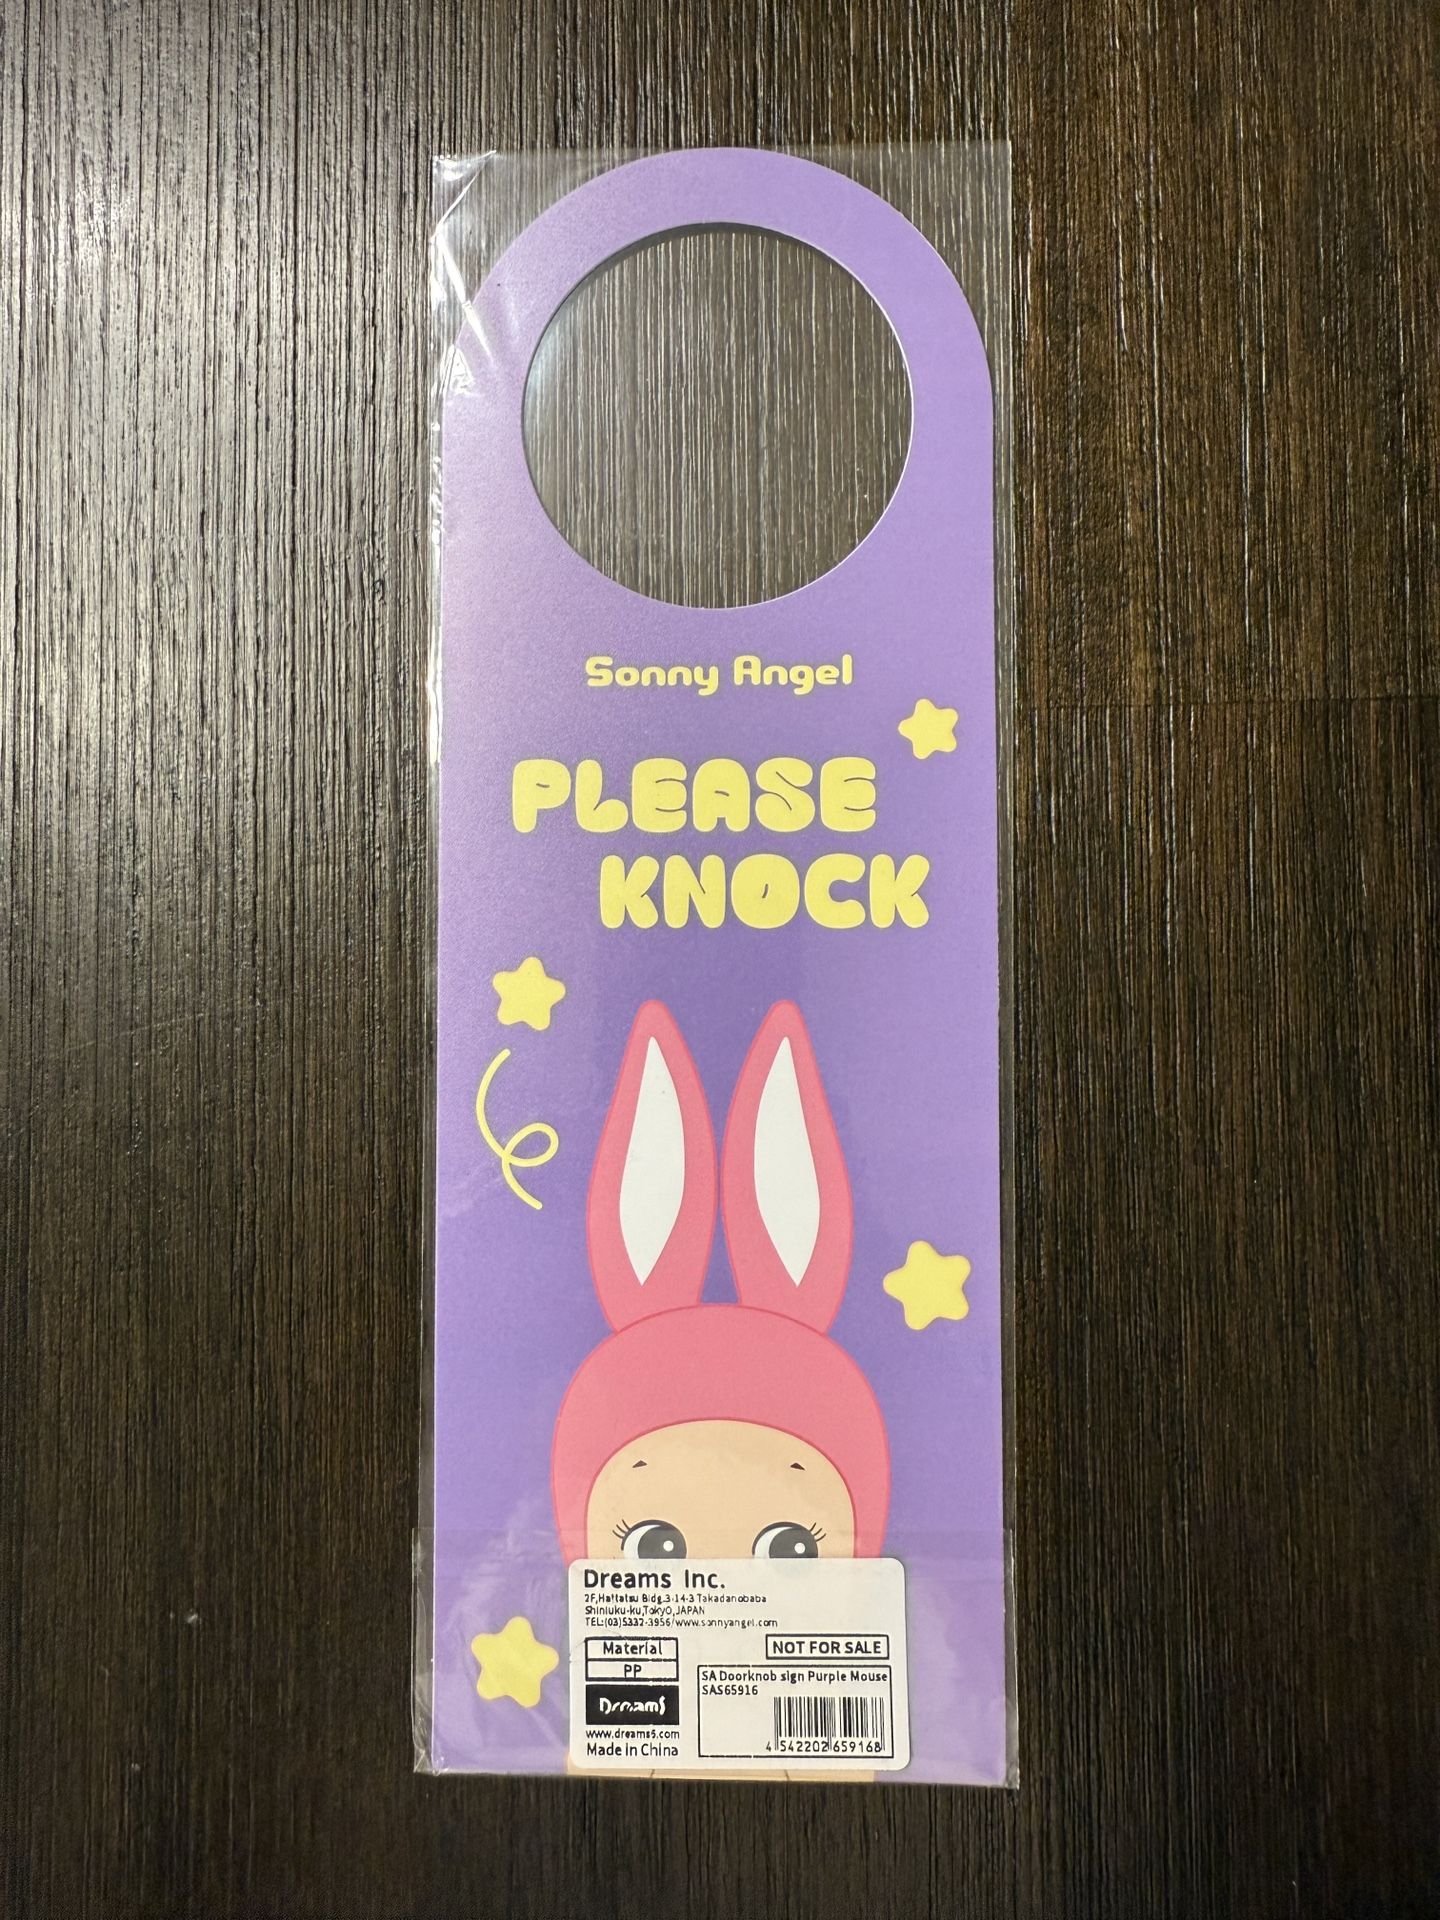 Sonny Angel
PLEASE
KNOCK
Dreams Inc.
2F,Hattatsu Bldg.3-14-3 Takadanobaba
Shinjuku-ku,TokyO,JAPAN
TEL:(03)5332-3956/www.sonnyangel.com
Material
PP
NOT FOR SALE
SA Doorknob sign Purple Mouse
SAS65916
Dreams
www.dreams6.com
Made in China
4 542202 659168